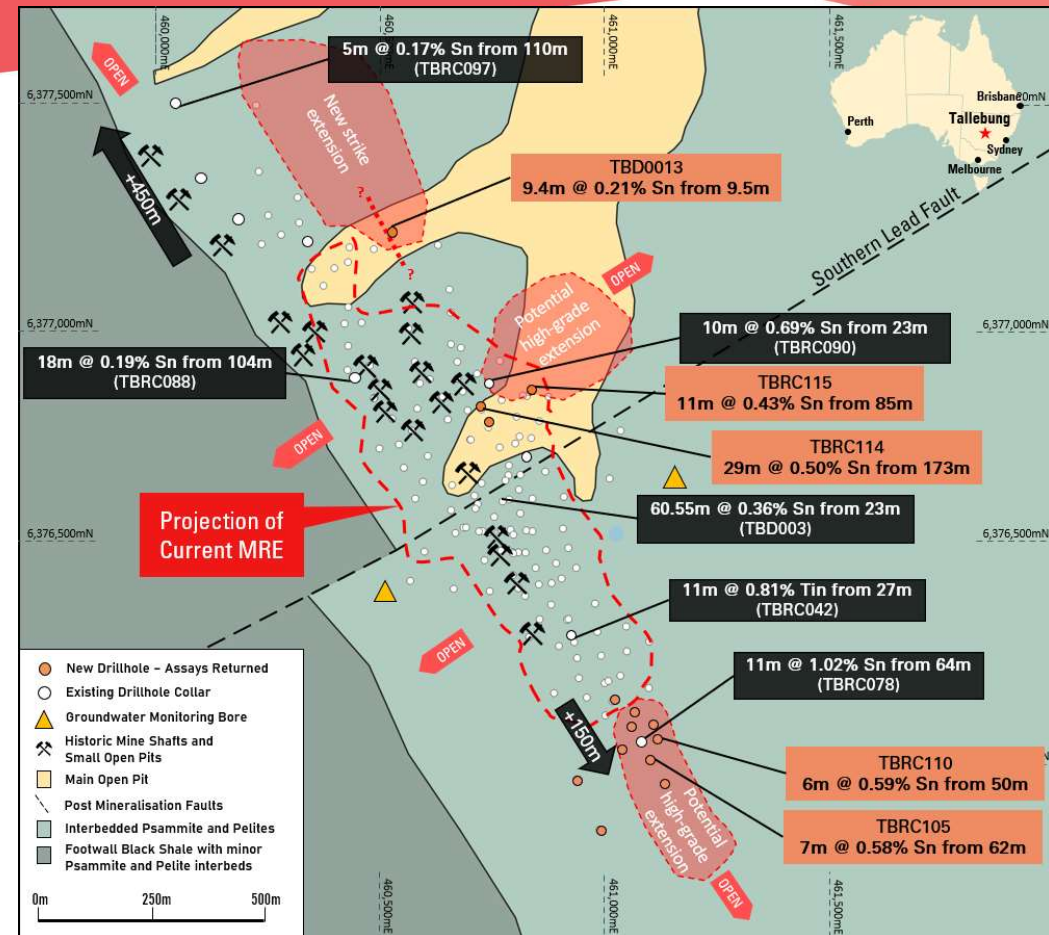 460,000mE
461,000mE
461,500mE
OPEN
5m @ 0.17% Sn from 110m
(TBRC097)
6,377,500mN
New strike
extension
Brisbane
Perth
Tallebung
Sydney
Melbourne
+450m
TBD0013
9.4m @ 0.21% Sn from 9.5m
?
?
Southern Lead Fault
OPEN
Potential
high-grade
extension
6,377,000mN
6,377,000mN
10m @ 0.69% Sn from 23m
(TBRC090)
18m @ 0.19% Sn from 104m
(TBRC088)
TBRC115
11m @ 0.43% Sn from 85m
OPEN
TBRC114
29m @ 0.50% Sn from 173m
Projection of
Current MRE
60.55m @ 0.36% Sn from 23m
(TBD003)
6,376,500mN
6,376,500mN
11m @ 0.81% Tin from 27m
(TBRC042)
OPEN
11m @ 1.02% Sn from 64m
(TBRC078)
+150m
TBRC110
6m @ 0.59% Sn from 50m
Potential
high-grade
extension
TBRC105
7m @ 0.58% Sn from 62m
OPEN
New Drillhole – Assays Returned
Existing Drillhole Collar
Groundwater Monitoring Bore
Historic Mine Shafts and
Small Open Pits
Main Open Pit
Post Mineralisation Faults
Interbedded Psammite and Pelites
Footwall Black Shale with minor
Psammite and Pelite interbeds
0m
250m
500m
460,500mE
461,000mE
461,500mE